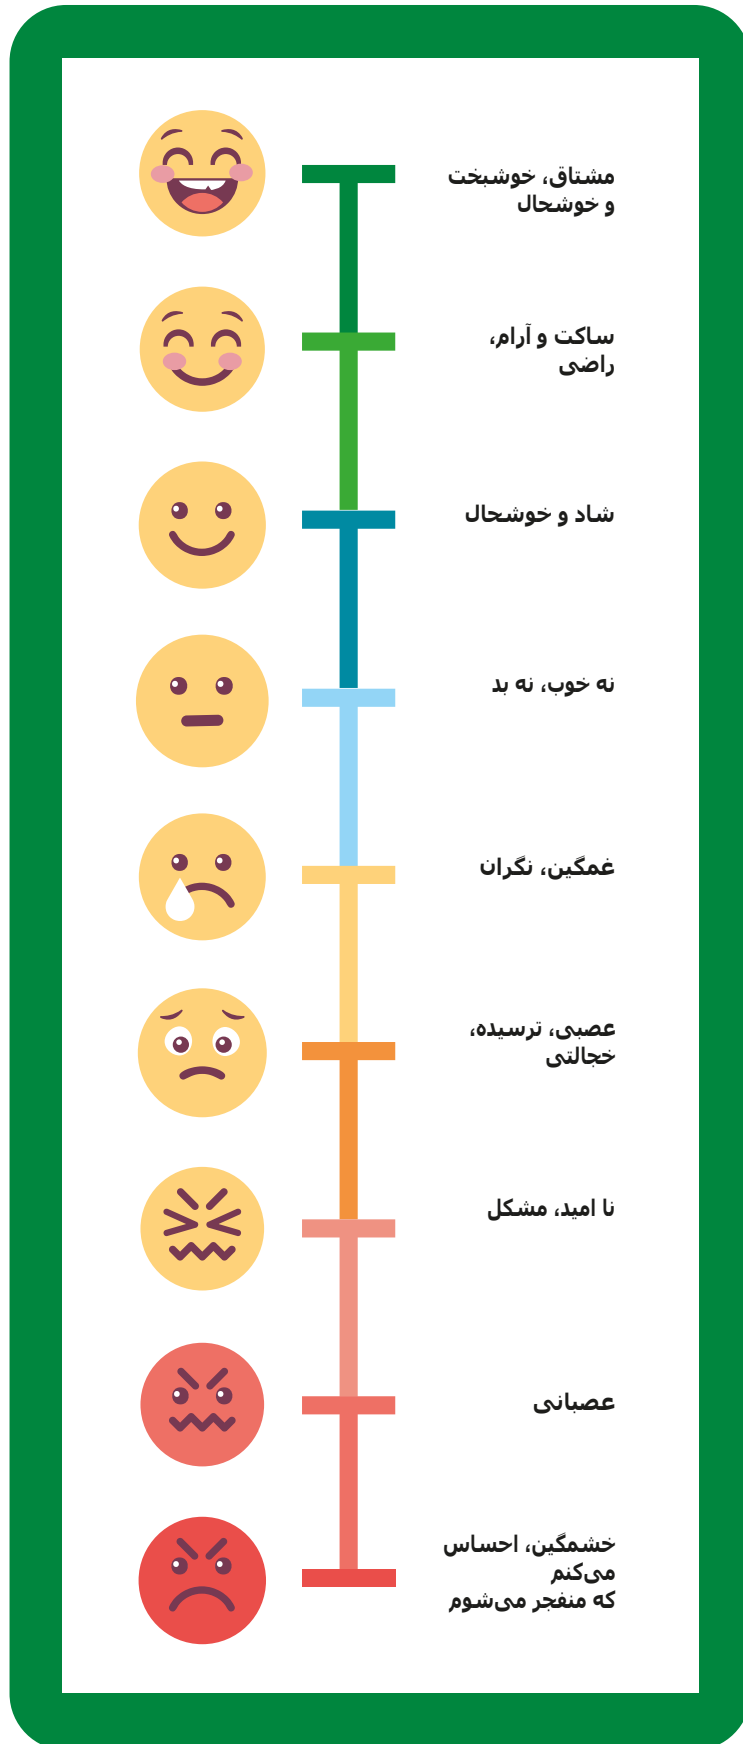 مشتاق، خوشبخت
و خوشحال
ساکت و آرام،
راضی
شاد و خوشحال
نه خوب، نه بد
غمگین، نگران
عصبی، ترسیده،
خجالتی
نا امید، مشکل
عصبانی
خشمگین، احساس
می‌کنم
که منفجر می‌شوم